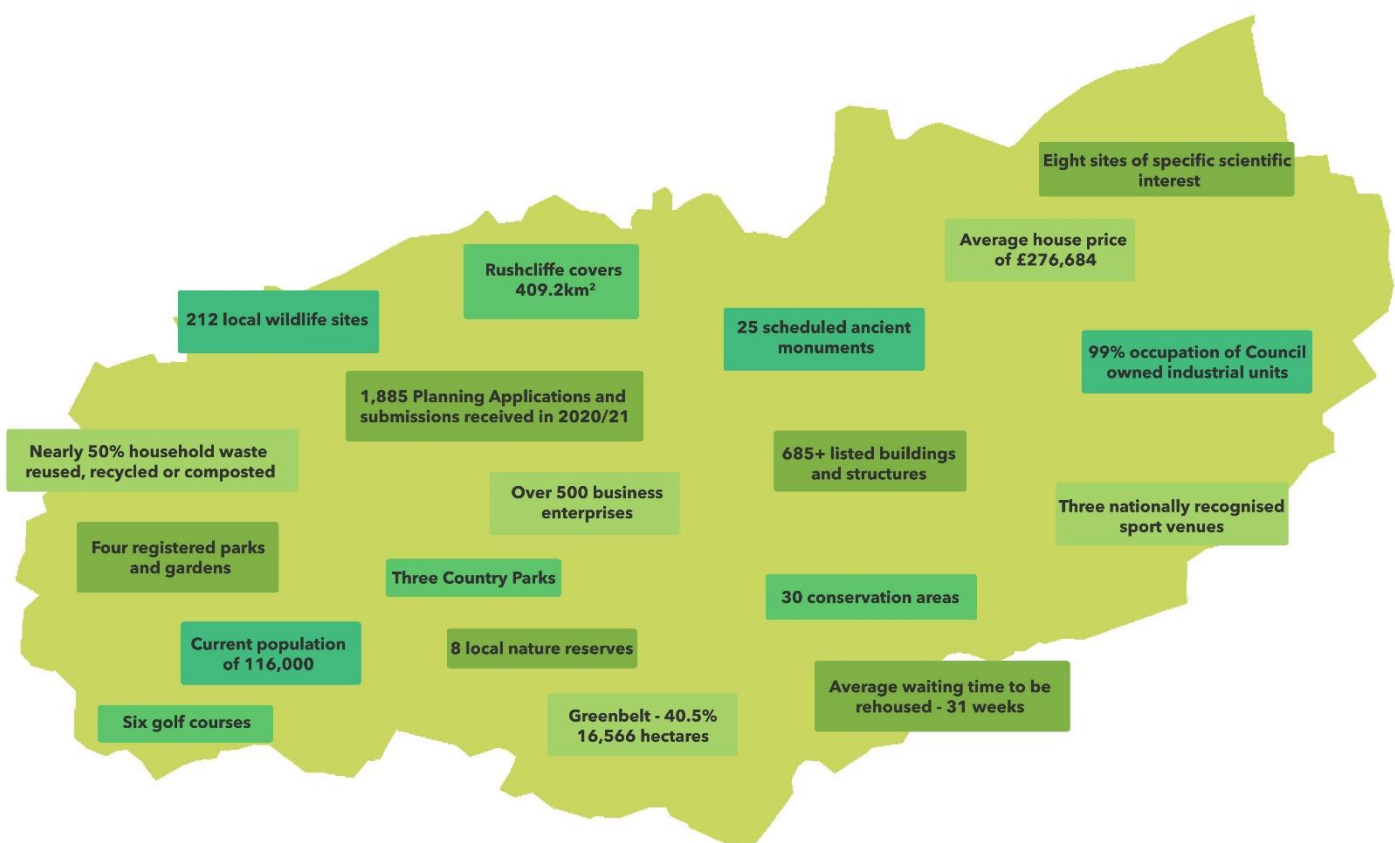 Eight sites of specific scientific
interest
Average house price
of £276,684
Rushcliffe covers
409.2km²
212 local wildlife sites
25 scheduled ancient
monuments
99% occupation of Council
owned industrial units
1,885 Planning Applications and
submissions received in 2020/21
Nearly 50% household waste
reused, recycled or composted
685+ listed buildings
and structures
Over 500 business
enterprises
Three nationally recognised
sport venues
Four registered parks
and gardens
Three Country Parks
30 conservation areas
Current population
of 116,000
8 local nature reserves
Average waiting time to be
rehoused - 31 weeks
Six golf courses
Greenbelt - 40.5%
16,566 hectares